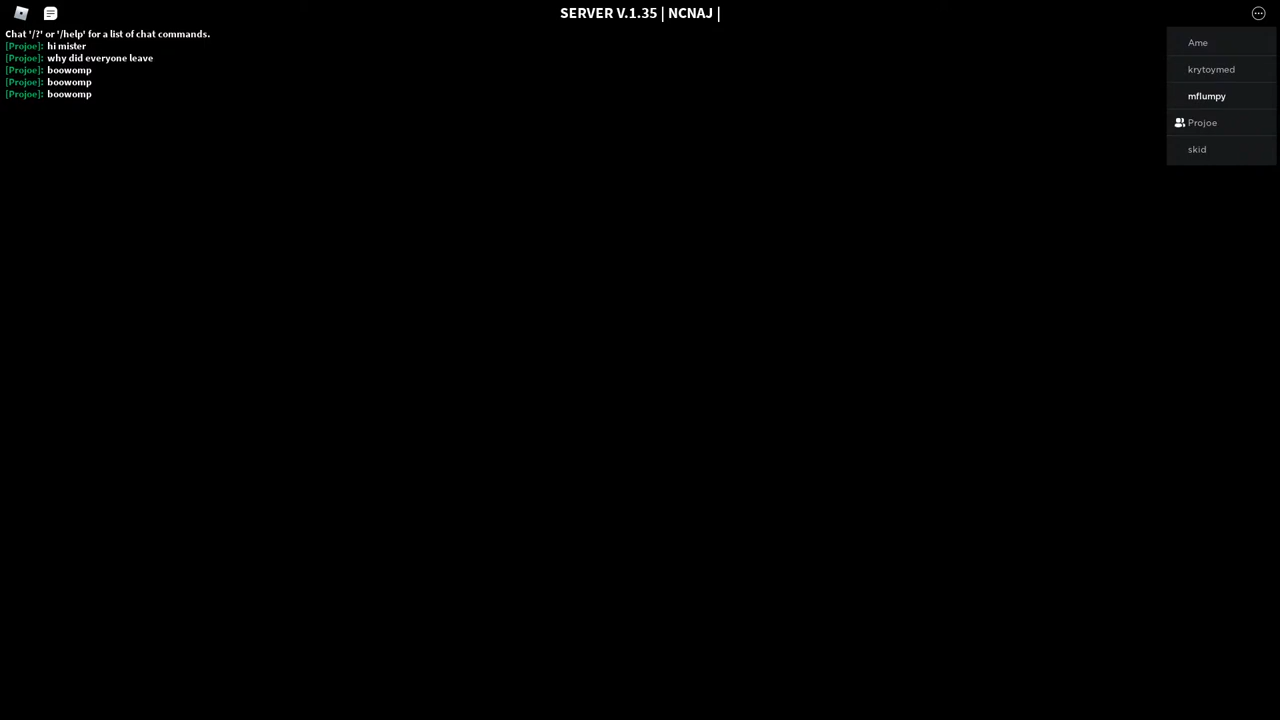 SERVER V.1.35 | NCNAJ |
Chat '/?' or '/help' for a list of chat commands.
[Projoe]: hi mister
[Projoe]: why did everyone leave
[Projoe]: boowomp
[Projoe]: boowomp
[Projoe]: boowomp
Ame
krytoymed
mflumpy
Projoe
skid